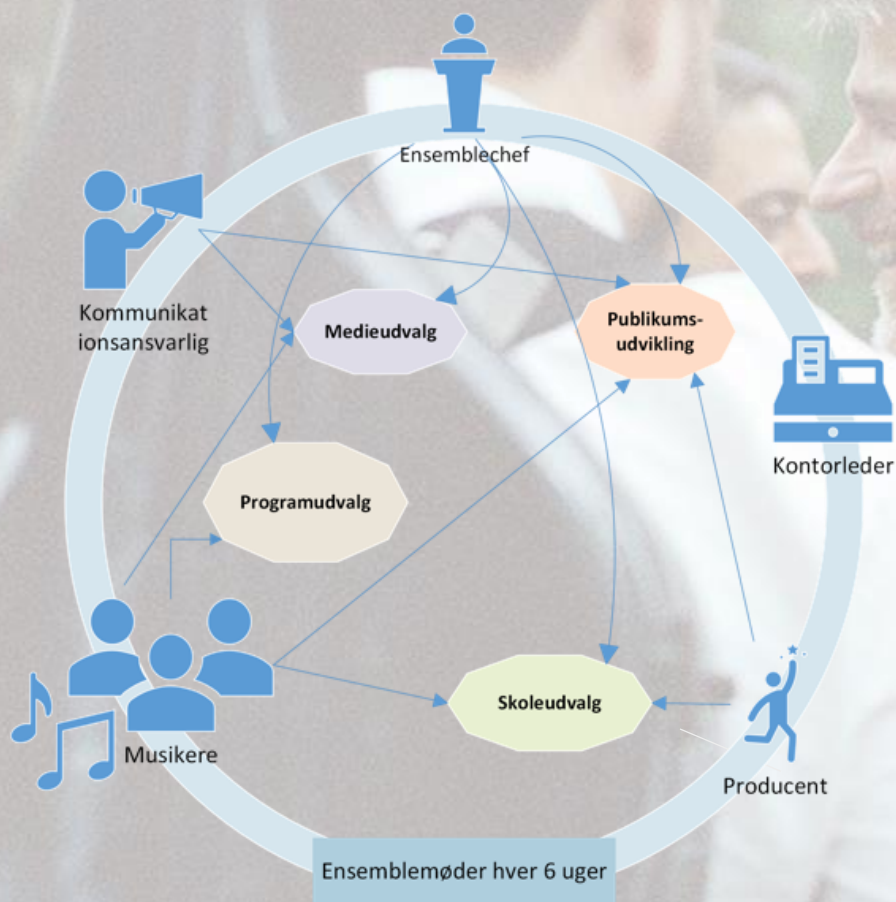 Ensemblechef
Kommunikat
ionsansvarlig
Medieudvalg
Publikums-
udvikling
Kontorleder
Programudvalg
Skoleudvalg
Musikere
Producent
Ensemblemøder hver 6 uger